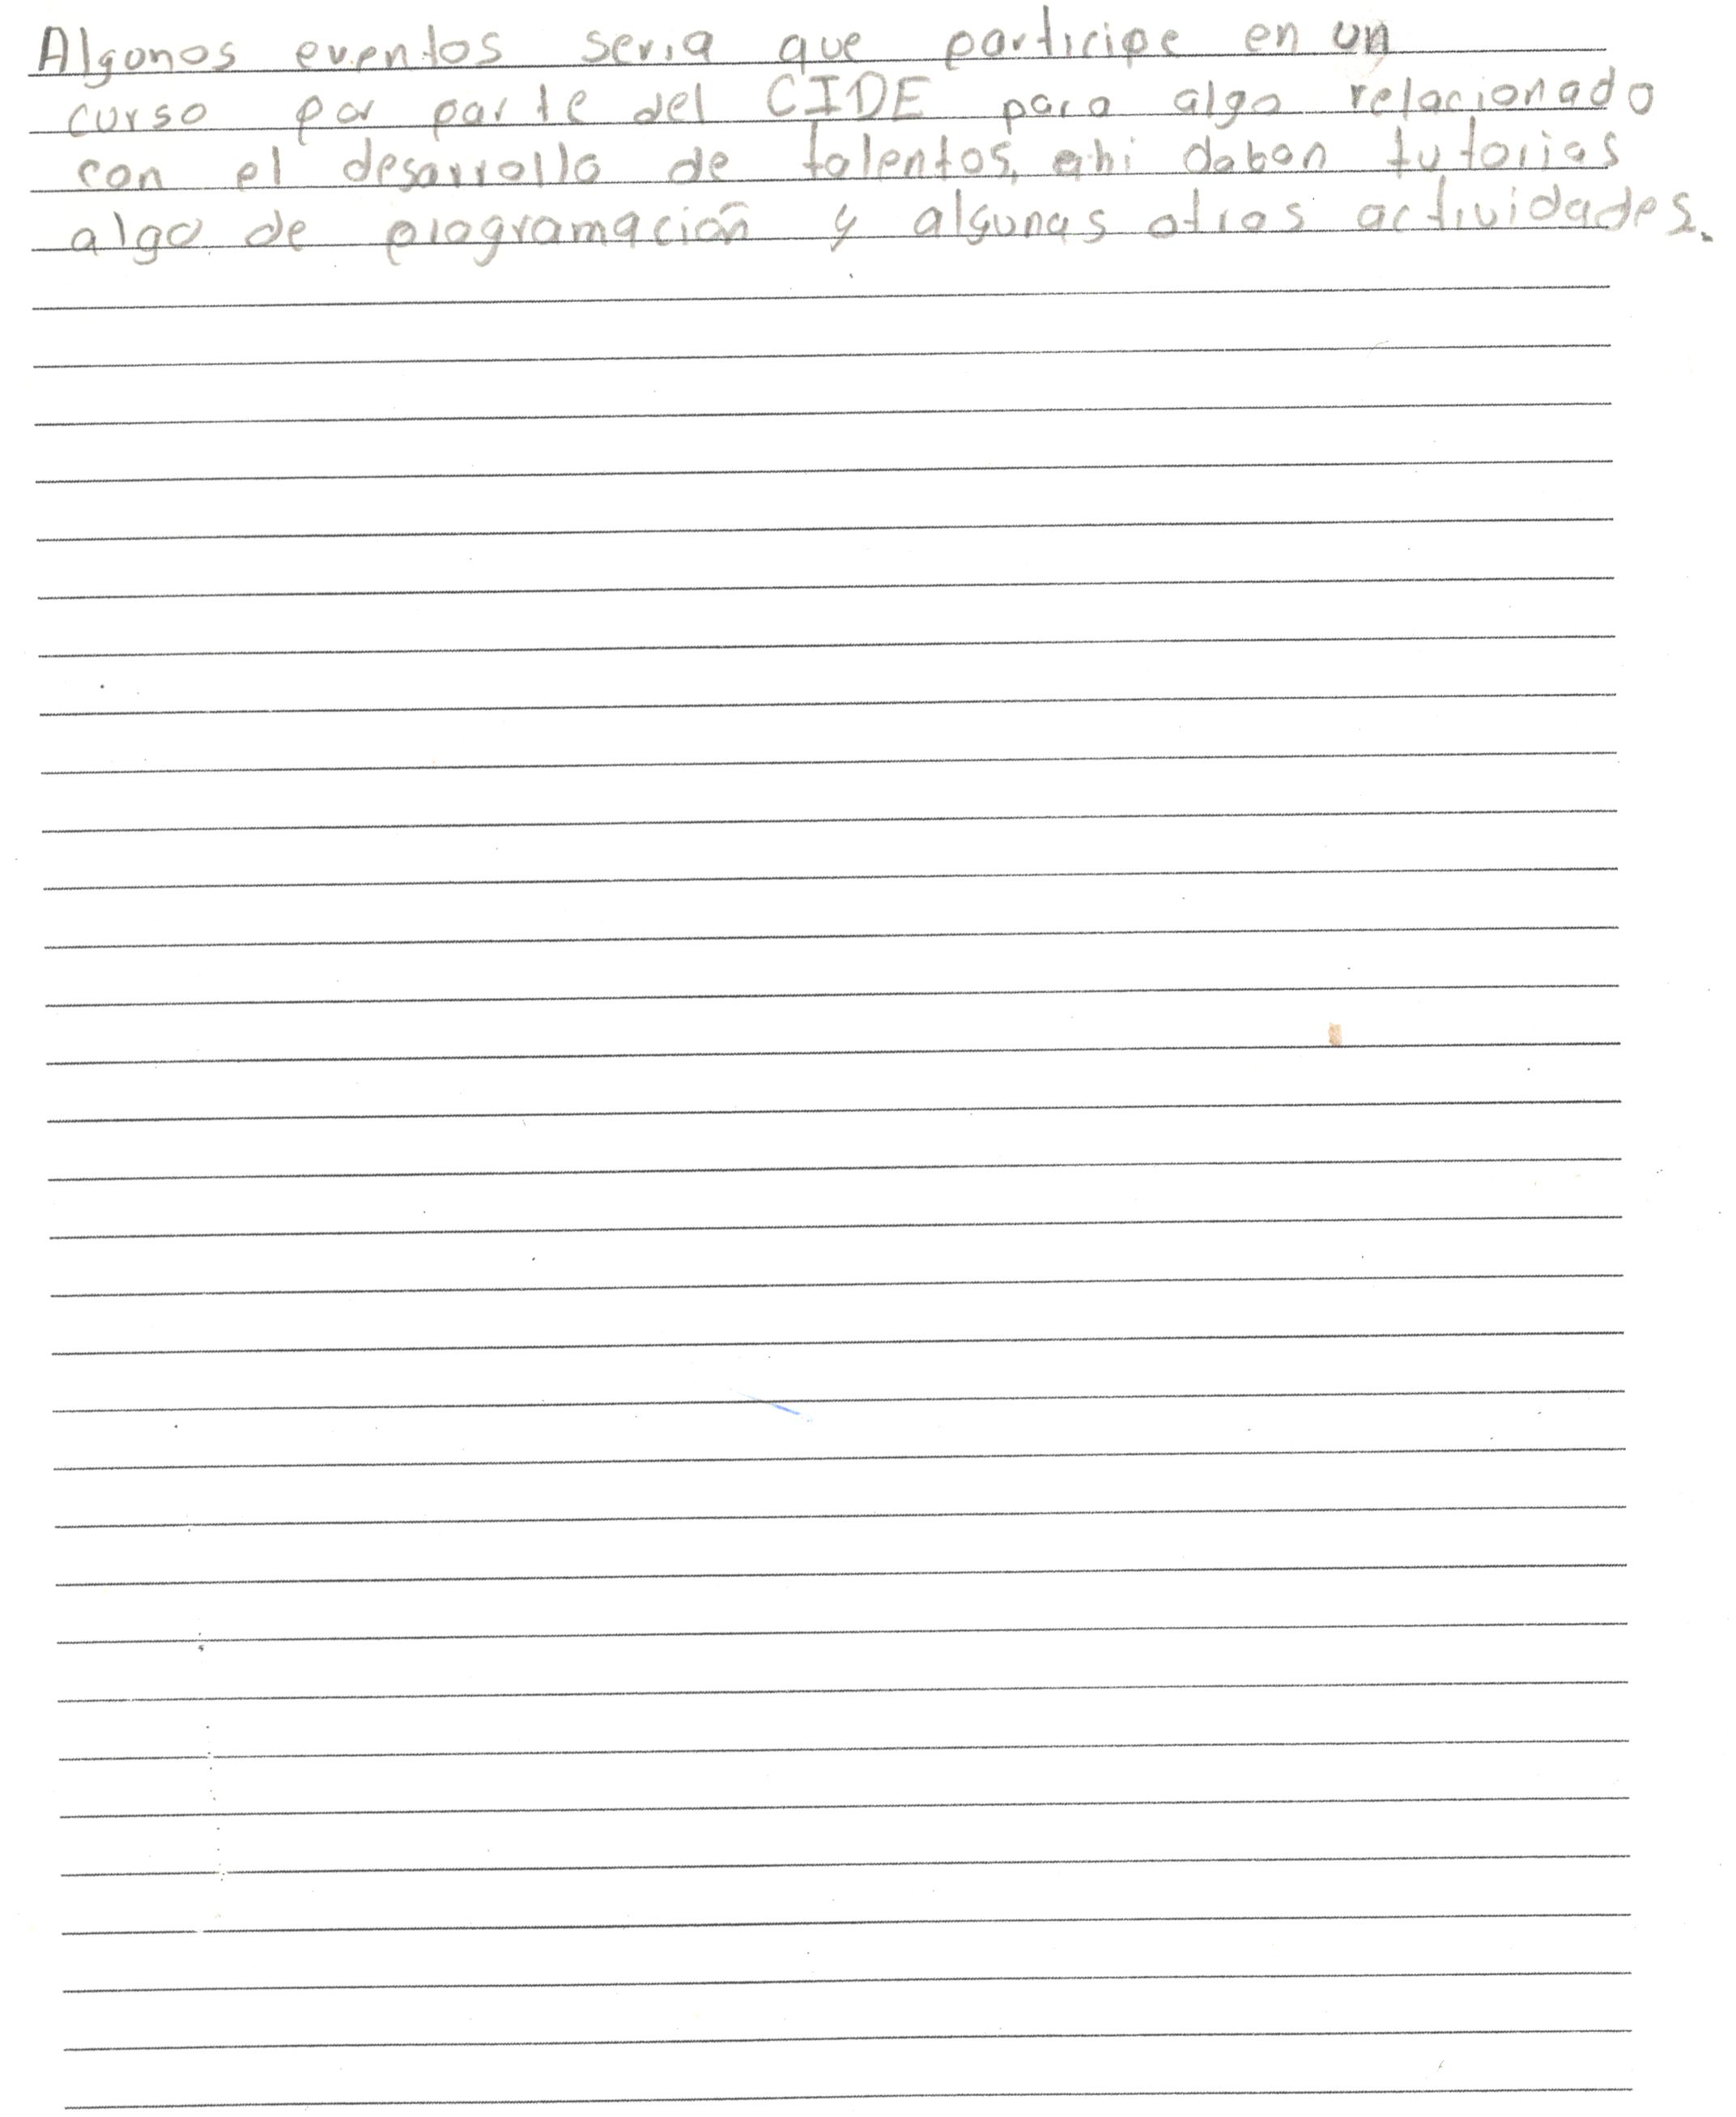 Algunos eventos seria que participe en un
curso por parte del CIDE para algo relacionado
con el desarrollo de talentos, ahi daban tutorias
algo de programación y algunas otras actividades.